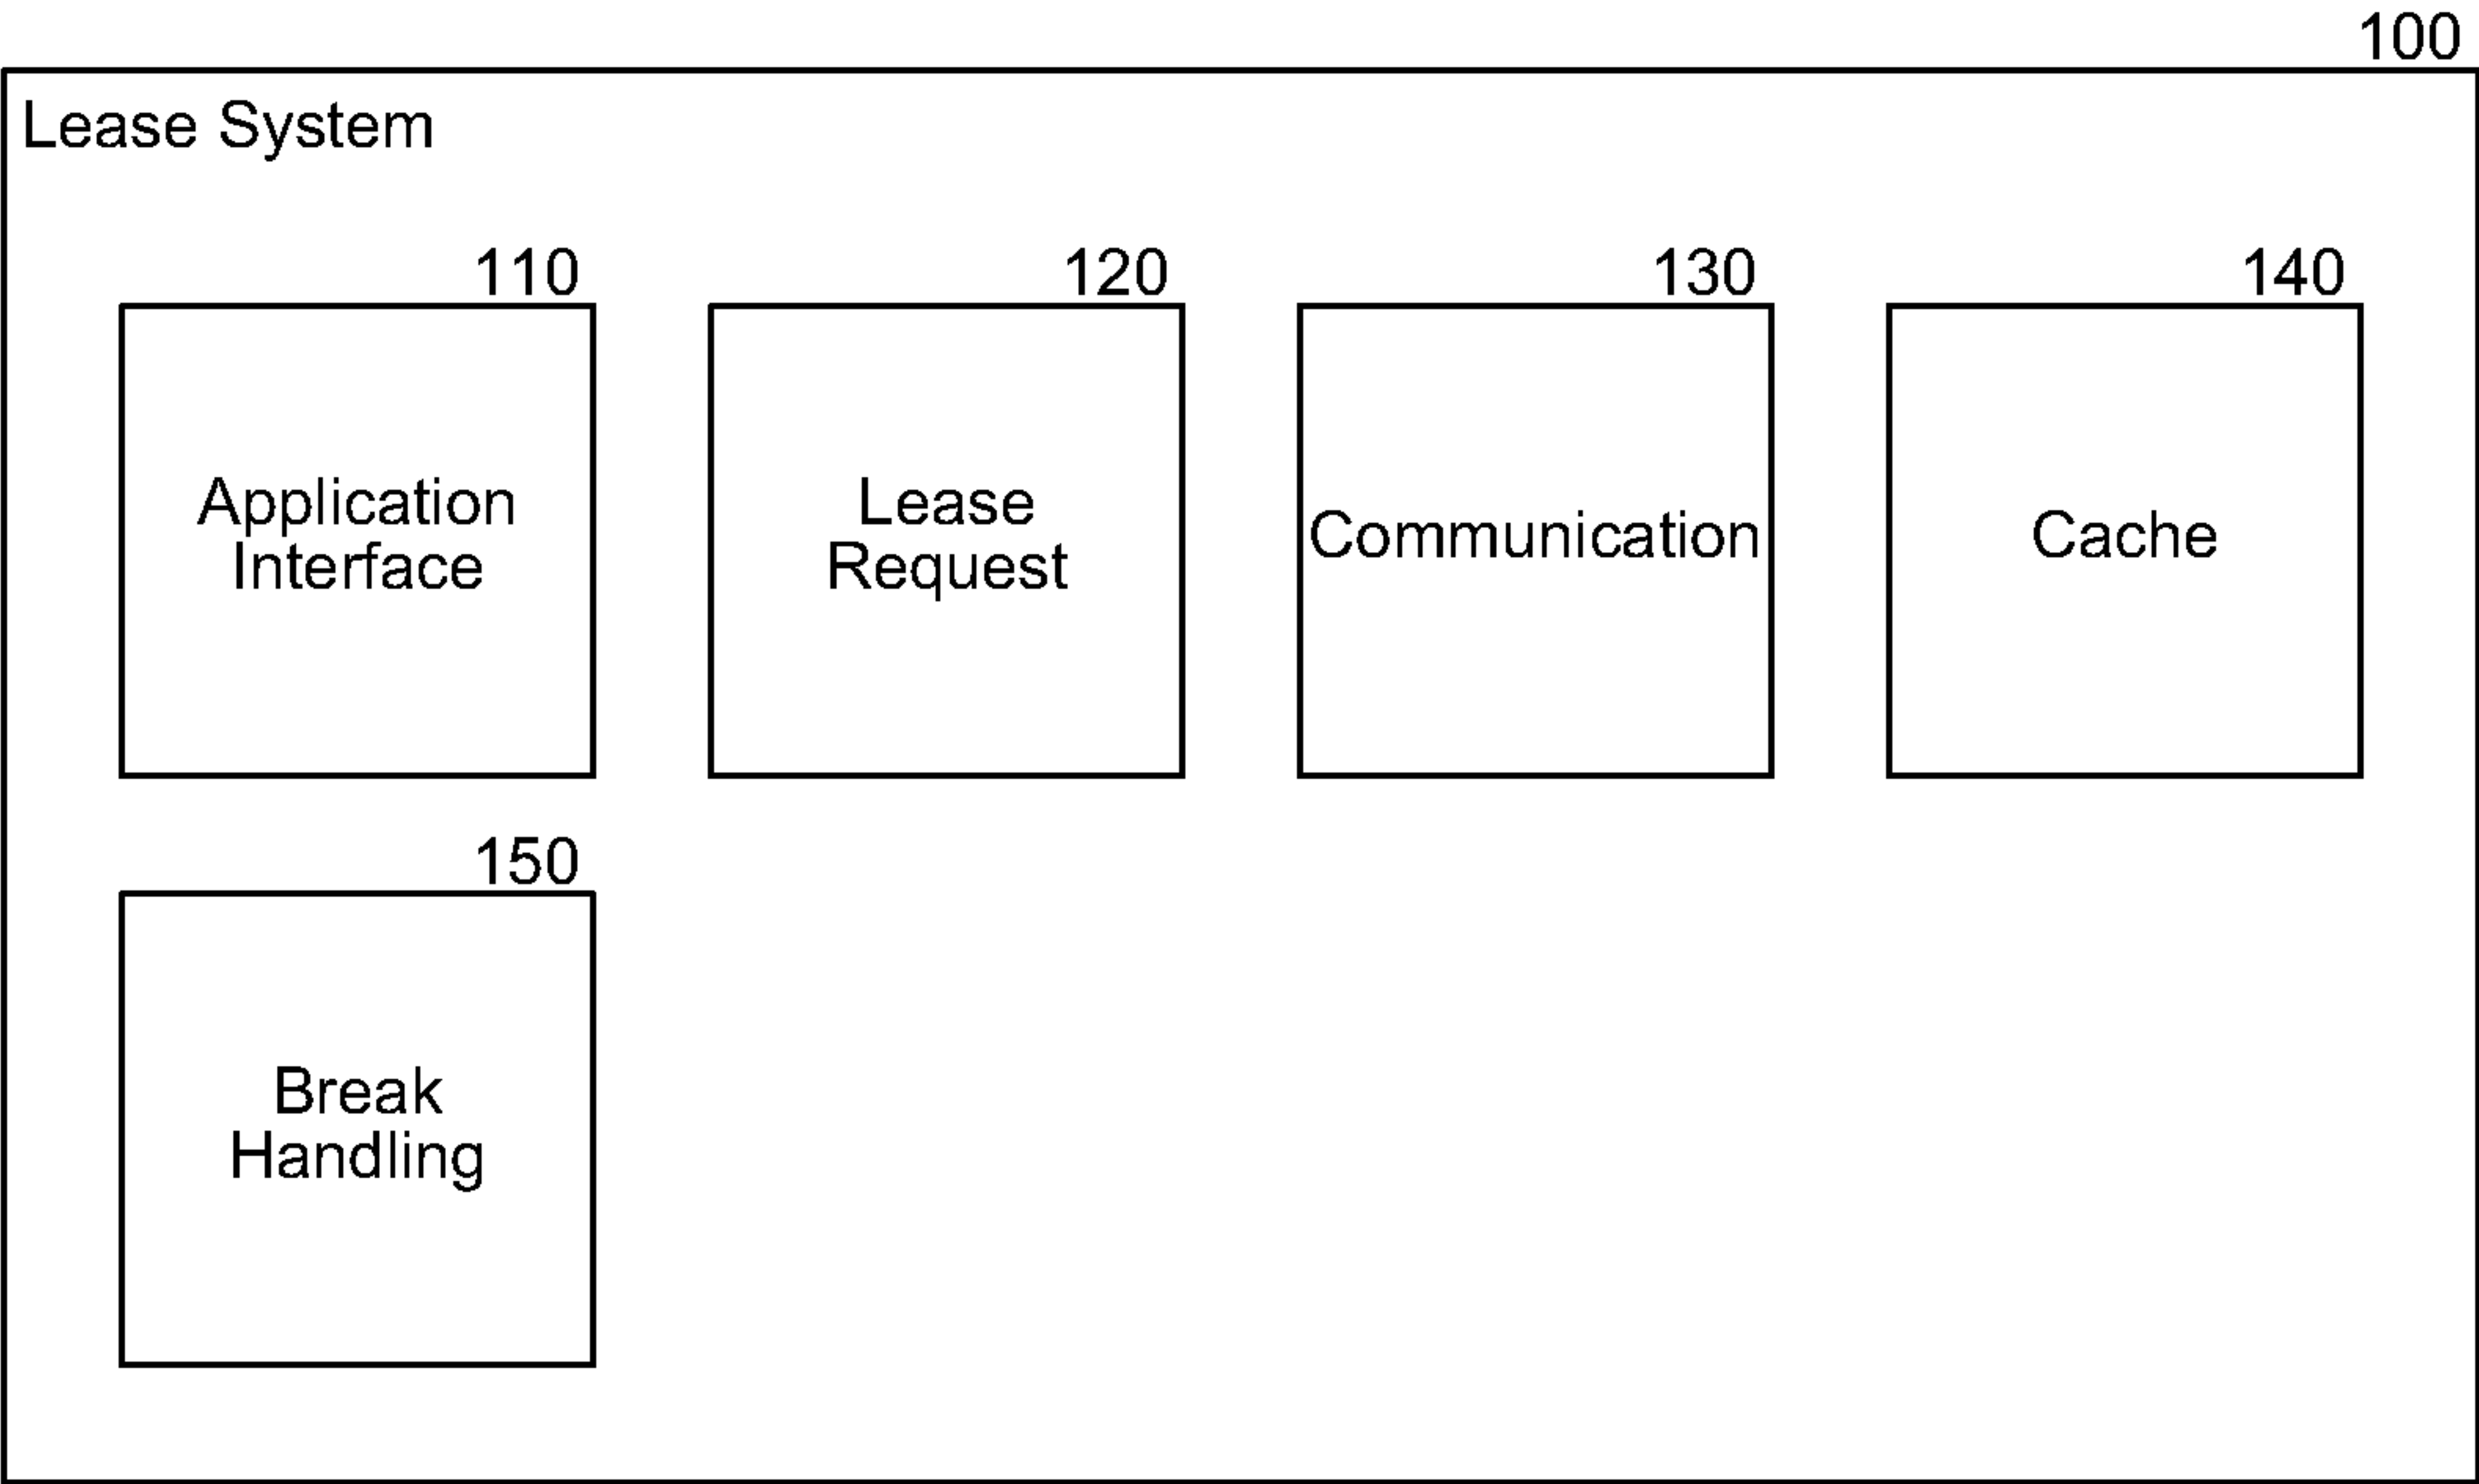 100
Lease System
110
120
130
140
Application
Interface
Lease
Request
Communication
Cache
150
Break
Handling